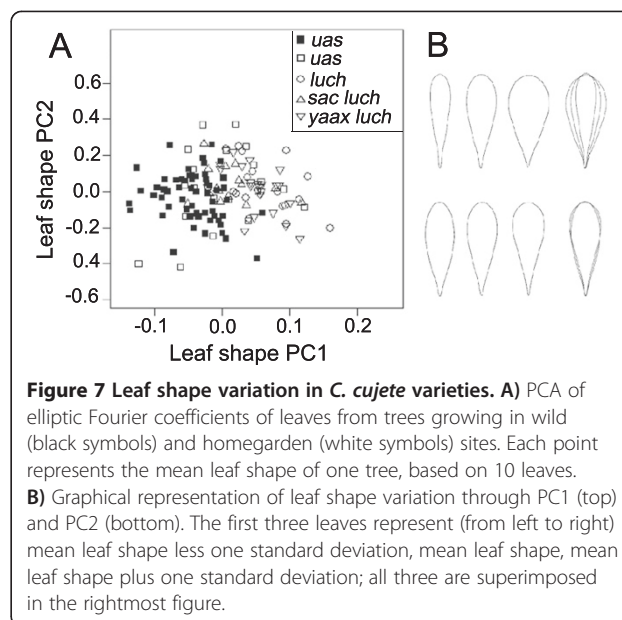 A
B
uas
uas
luch
sac luch
yaax luch
0.6
0.4
0.2
0.0
-0.2
0.4
-0.6
Leaf shape PC2
-0.1 0.0 0.1 0.2
Leaf shape PC1
Figure 7 Leaf shape variation in C. cujete varieties. A) PCA of
elliptic Fourier coefficients of leaves from trees growing in wild
(black symbols) and homegarden (white symbols) sites. Each point
represents the mean leaf shape of one tree, based on 10 leaves.
B) Graphical representation of leaf shape variation through PC1 (top)
and PC2 (bottom). The first three leaves represent (from left to right)
mean leaf shape less one standard deviation, mean leaf shape, mean
leaf shape plus one standard deviation; all three are superimposed
in the rightmost figure.